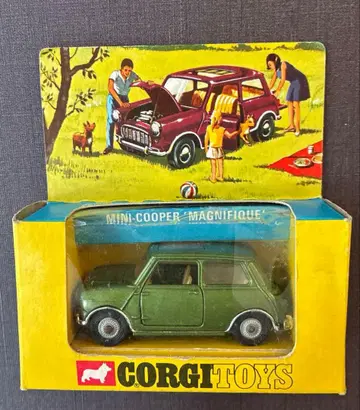 MINI-COOPER 'MAGNIFIQUE'
CORGI TOYS